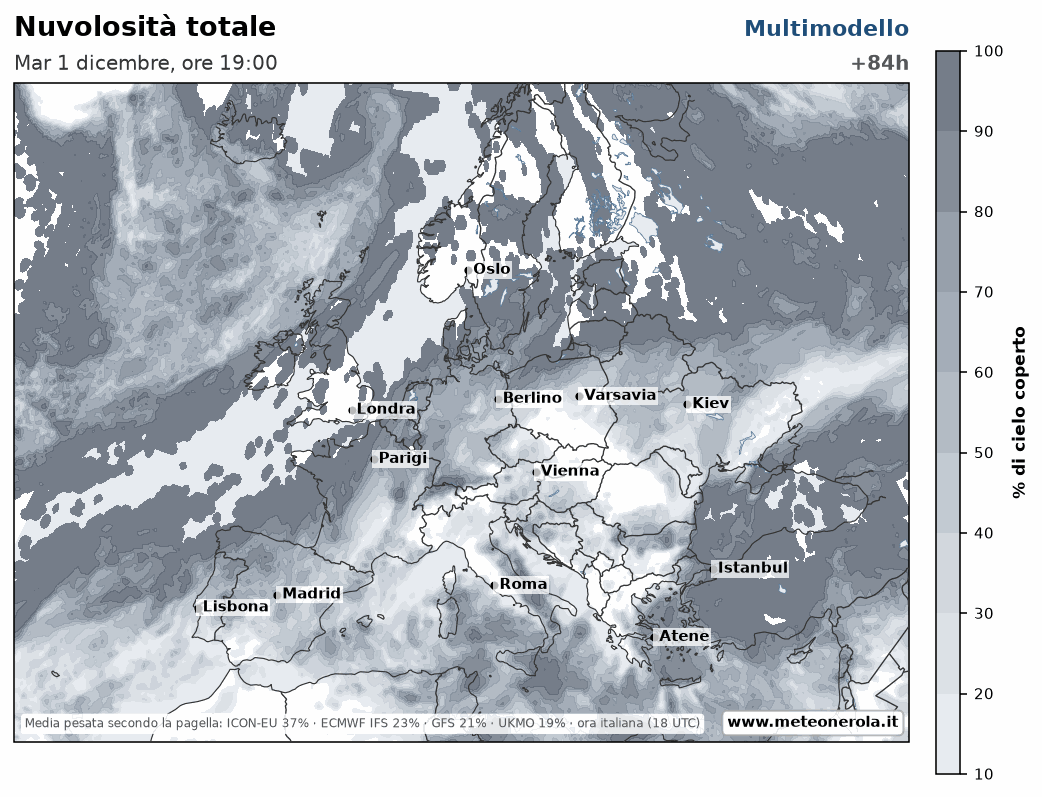 Nuvolosità totale
Multimodello
Mar 1 dicembre, ore 19:00
+84h
100
90
80
70
60
50
40
30
20
10
% di cielo coperto
Oslo
Berlino
Varsavia
Kiev
Londra
Parigi
Vienna
Istanbul
Roma
Madrid
Lisbona
Atene
Media pesata secondo la pagella: ICON-EU 37% · ECMWF IFS 23% · GFS 21% · UKMO 19% · ora italiana (18 UTC)
www.meteonerola.it